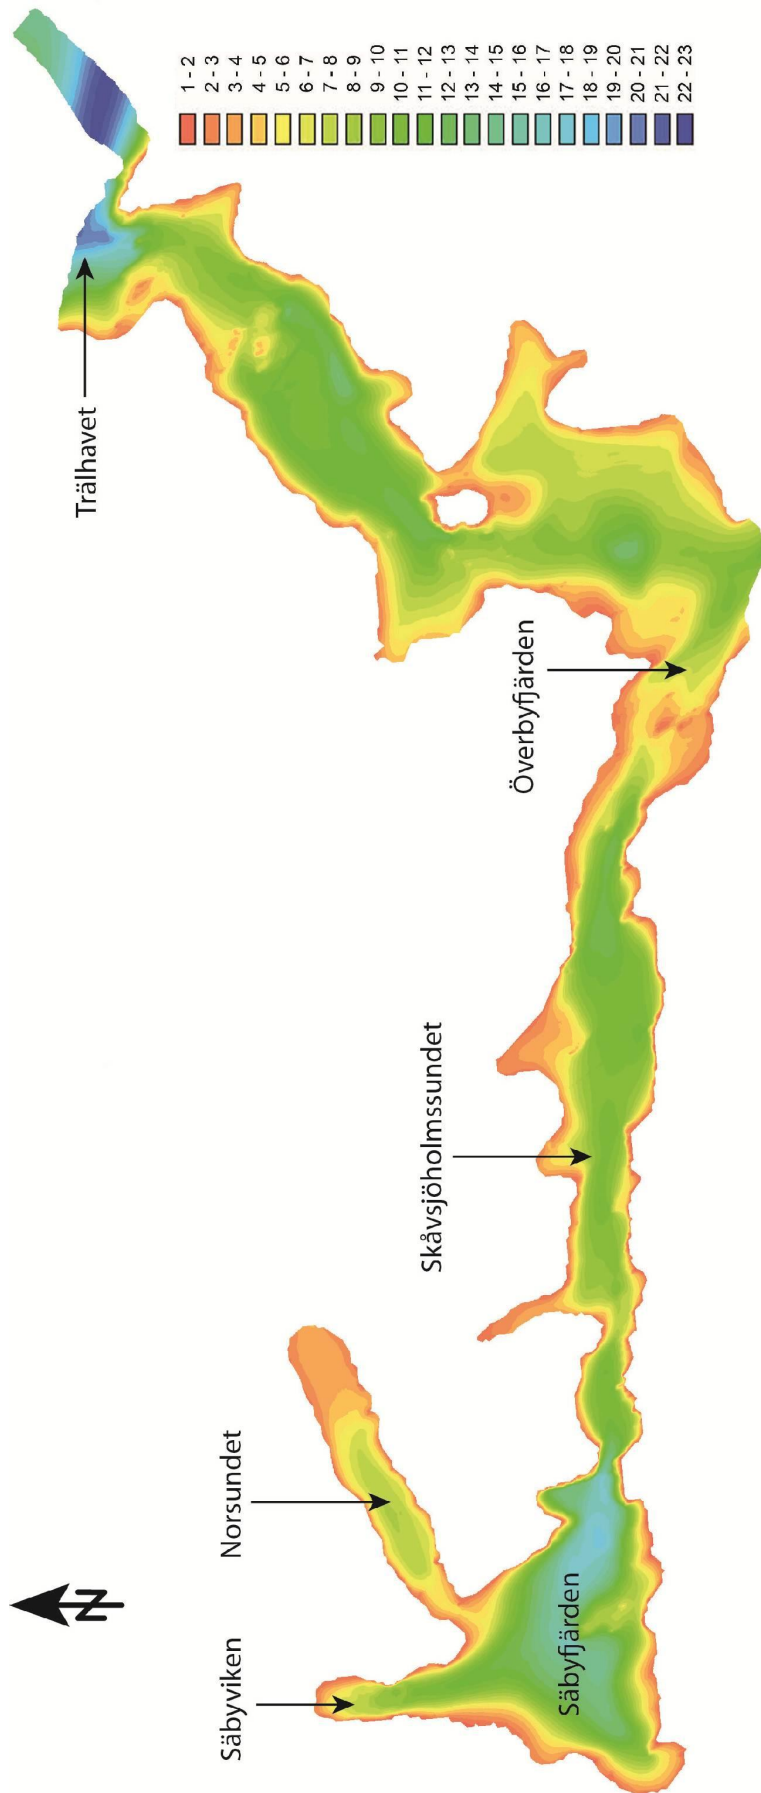 1 - 2
2 - 3
3 - 4
4 - 5
5 - 6
6 - 7
7 - 8
8 - 9
9 - 10
10 - 11
11 - 12
12 - 13
13 - 14
14 - 15
15 - 16
16 - 17
17 - 18
18 - 19
19 - 20
20 - 21
21 - 22
22 - 23
Trälhavet
Överbyfjärden
Skåvsjöholmssundet
Norsundet
N
Säbyviken
Säbyfjärden